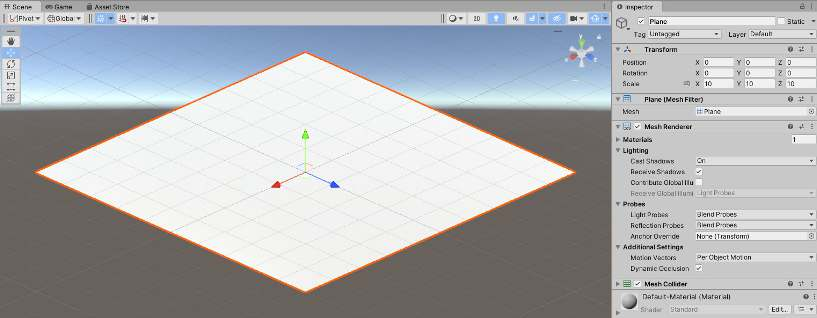 Scene Game Asset Store
Pivot Global 2D
Inspector
Plane Static
Tag Untagged Layer Default
Transform
Position X 0 Y 0 Z 0
Rotation X 0 Y 0 Z 0
Scale X 10 Y 10 Z 10
Plane (Mesh Filter)
Mesh Plane
Mesh Renderer
Materials 1
Lighting
Cast Shadows On
Receive Shadows
Contribute Global Illu
Receive Global Illumi Light Probes
Probes
Light Probes Blend Probes
Reflection Probes Blend Probes
Anchor Override None (Transform)
Additional Settings
Motion Vectors Per Object Motion
Dynamic Occlusion
Mesh Collider
Default-Material (Material)
Shader Standard Edit...